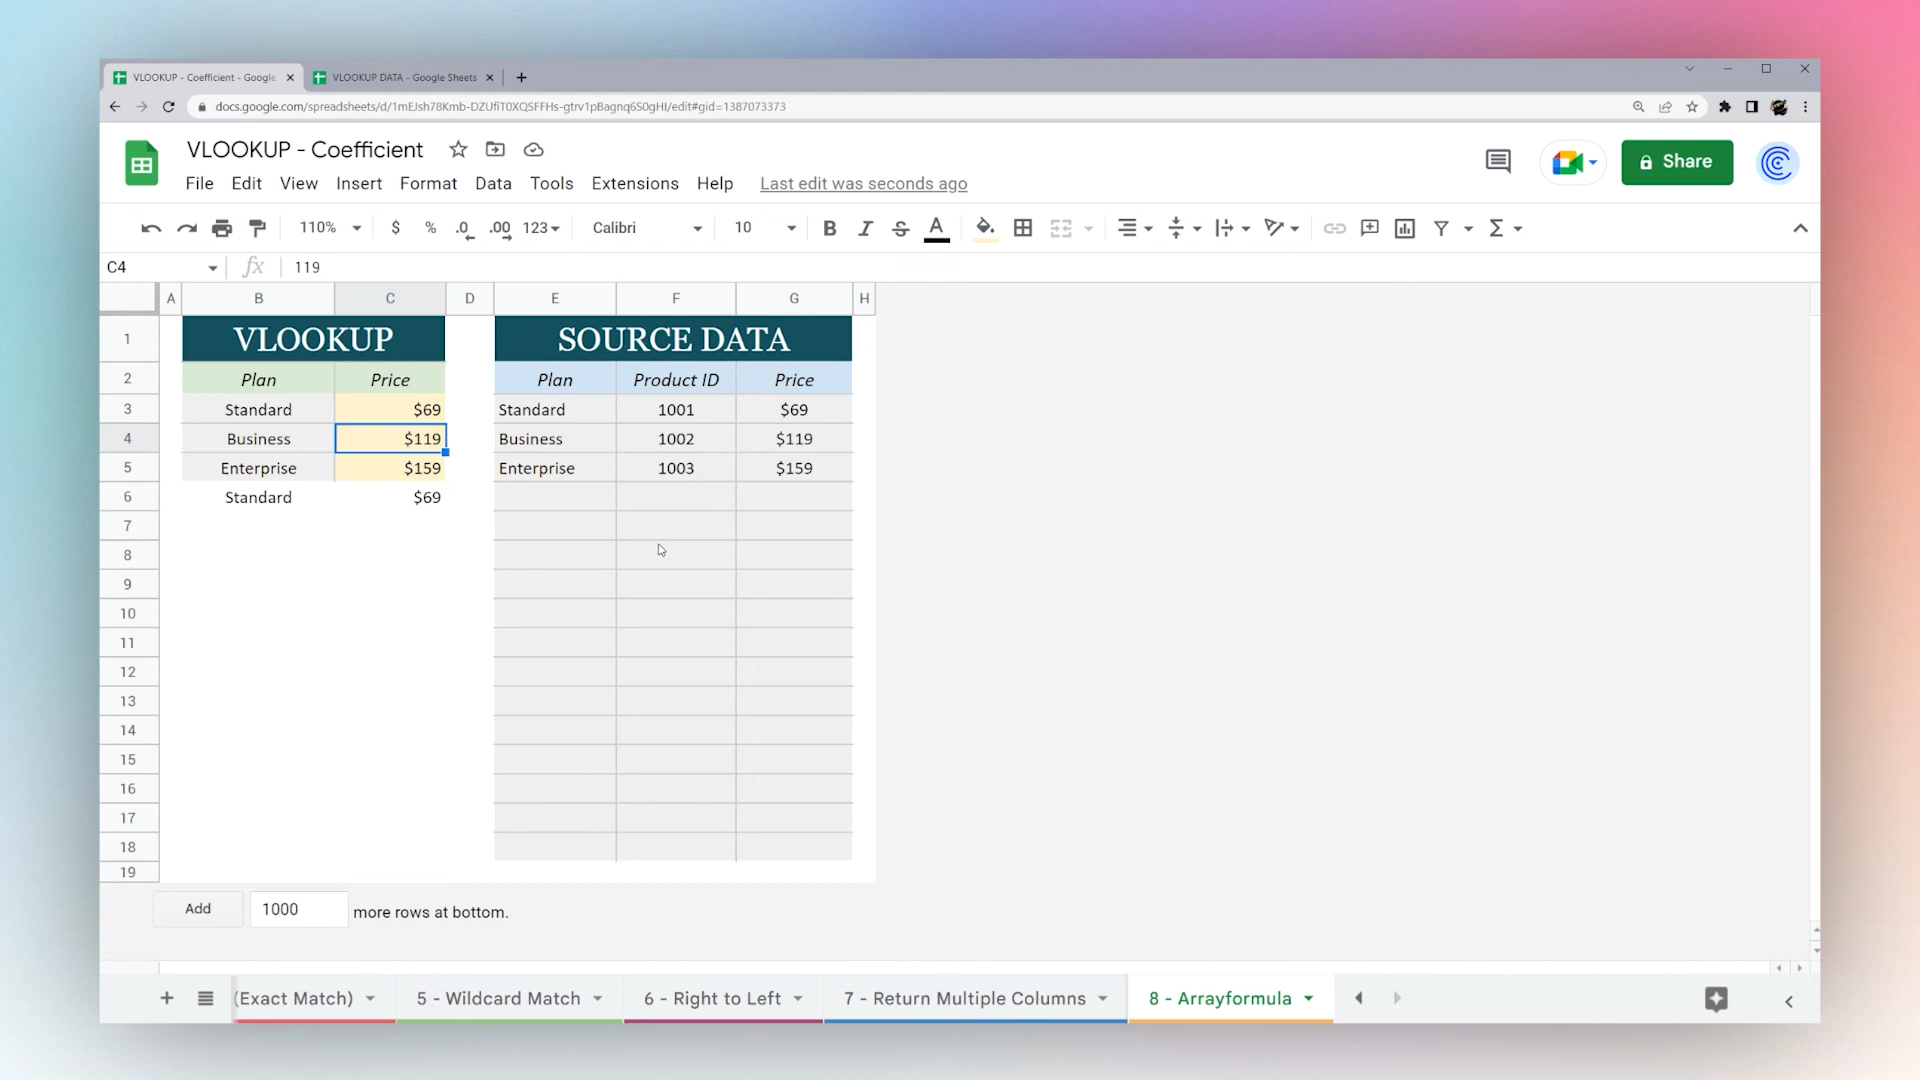 VLOOKUP - Coefficient - Google
VLOOKUP DATA - Google Sheets
docs.google.com/spreadsheets/d/1mEJsh78Kmb-DZUfiT0XQSFFHs-gtrv1pBagnq6S0gHI/edit#gid=1387073373
VLOOKUP - Coefficient
File Edit View Insert Format Data Tools Extensions Help Last edit was seconds ago
Share
110% $ % .0 .00 123 Calibri 10 B I S A
C4 fx 119
A B C D E F G H
1 VLOOKUP SOURCE DATA
2 Plan Price Plan Product ID Price
3 Standard $69 Standard 1001 $69
4 Business $119 Business 1002 $119
5 Enterprise $159 Enterprise 1003 $159
6 Standard $69
7
8
9
10
11
12
13
14
15
16
17
18
19
Add 1000 more rows at bottom.
(Exact Match) 5 - Wildcard Match 6 - Right to Left 7 - Return Multiple Columns 8 - Arrayformula